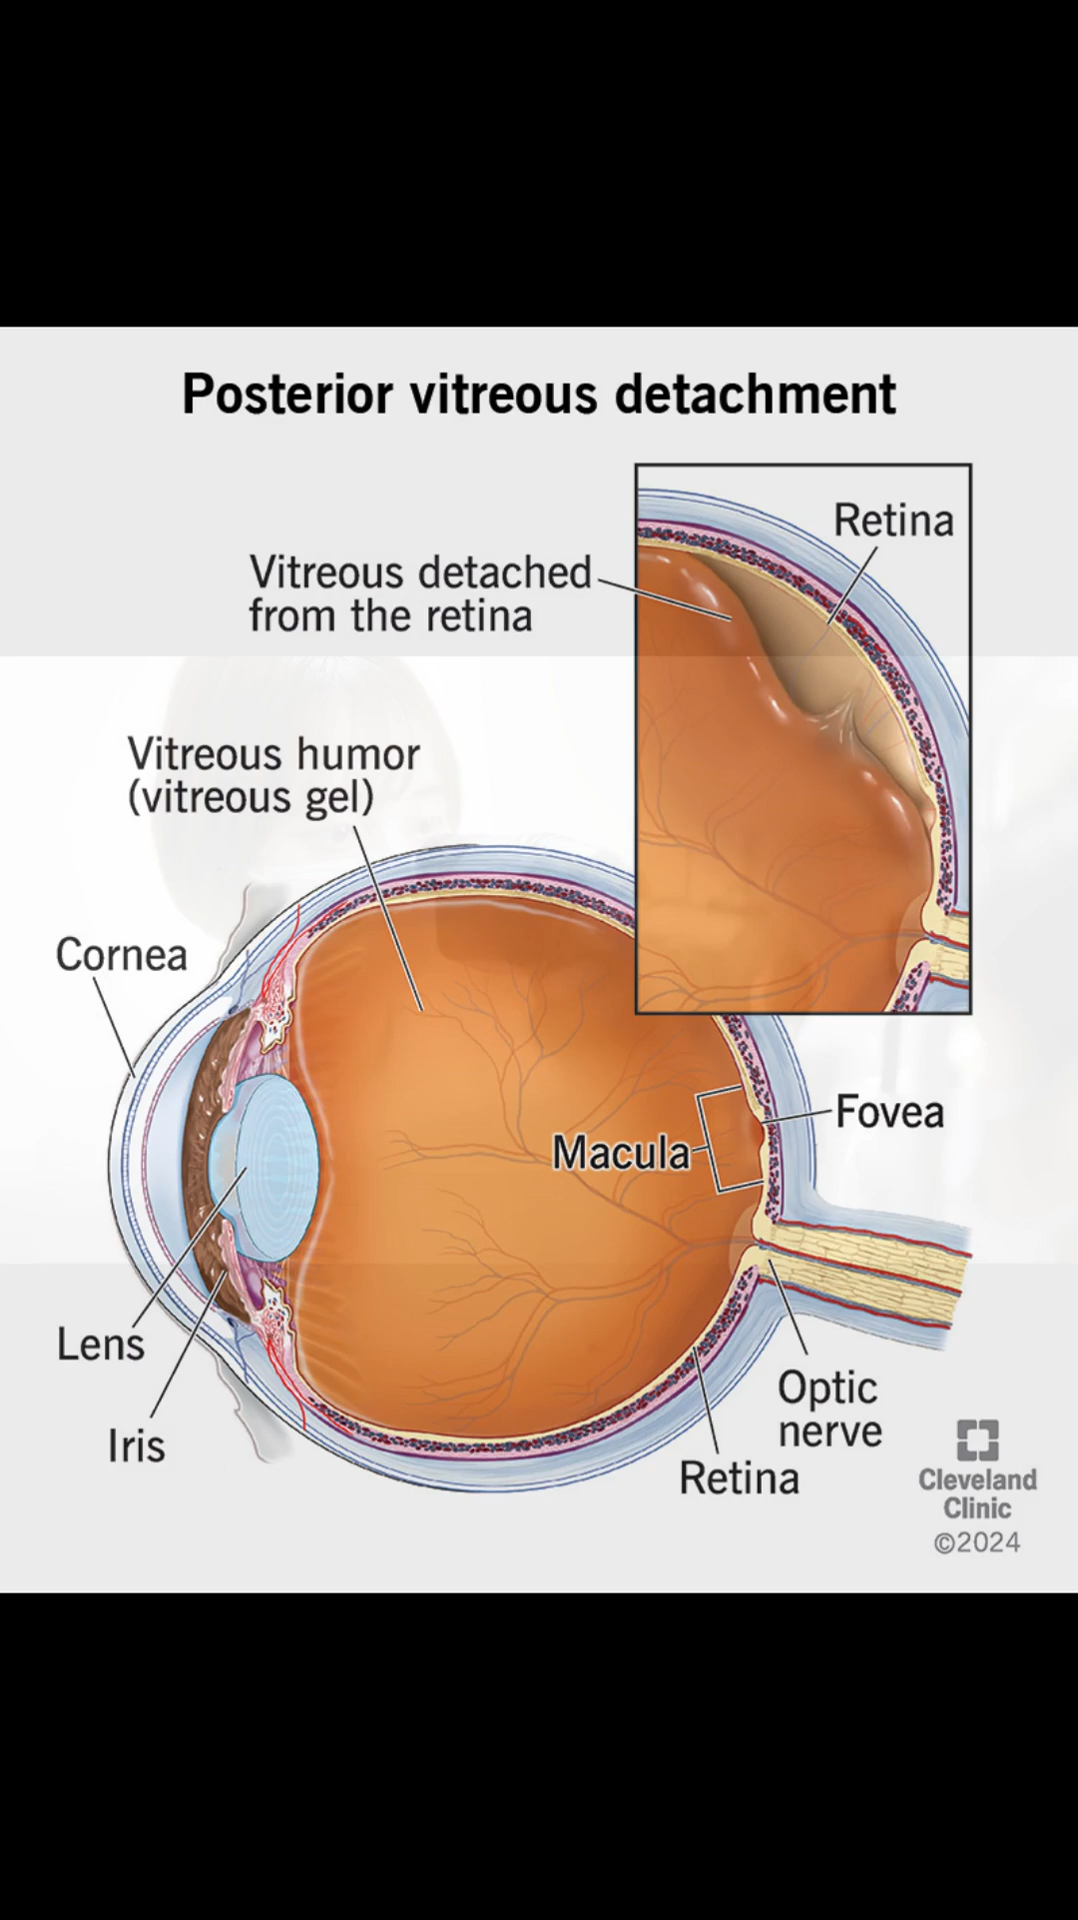 Posterior vitreous detachment
Retina
Vitreous detached
from the retina
Vitreous humor
(vitreous gel)
Cornea
Fovea
Macula
Lens
Iris
Optic
nerve
Retina
Cleveland
Clinic
©2024